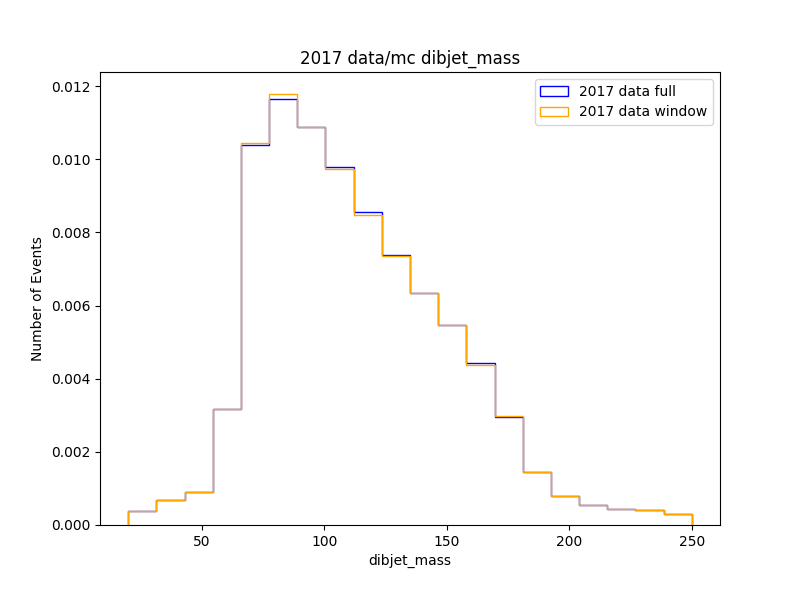 2017 data/mc dibjet_mass
2017 data full
2017 data window
Number of Events
0.012
0.010
0.008
0.006
0.004
0.002
0.000
50
100
150
200
250
dibjet_mass